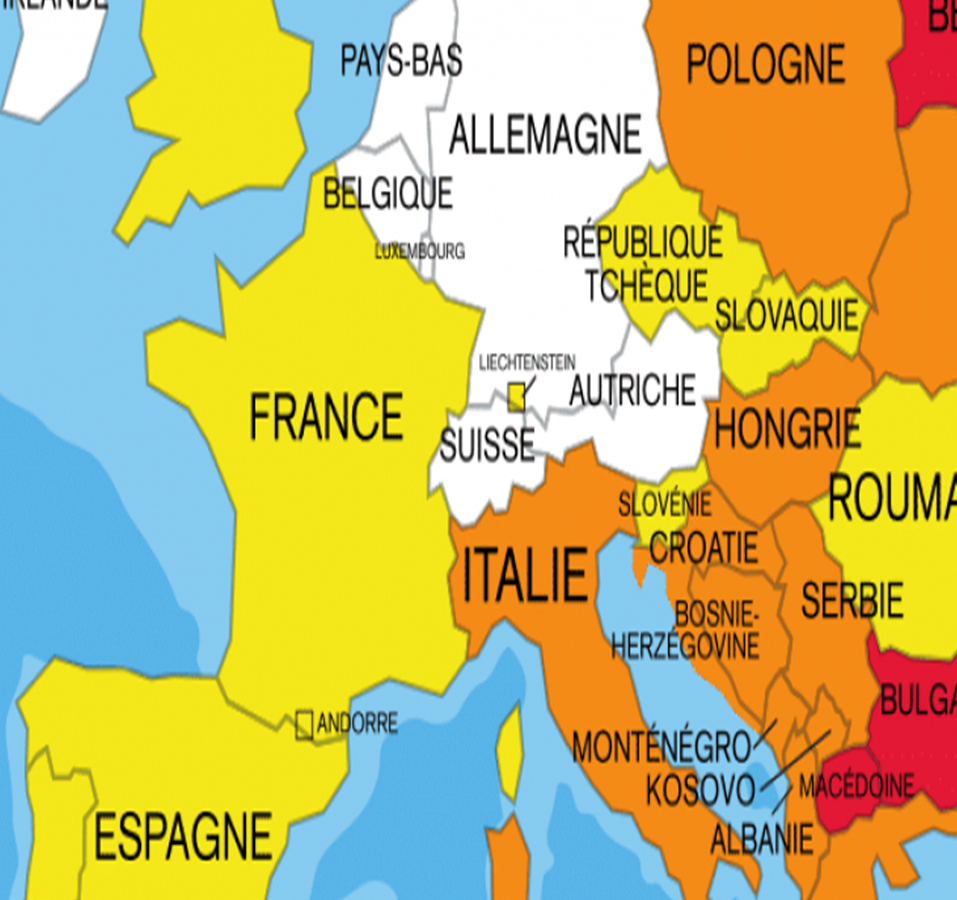 IRLANDE
BE
PAYS-BAS
POLOGNE
ALLEMAGNE
BELGIQUE
LUXEMBOURG
RÉPUBLIQUE
TCHÈQUE
SLOVAQUIE
LIECHTENSTEIN
AUTRICHE
FRANCE
HONGRIE
SUISSE
ROUMA
SLOVÉNIE
CROATIE
ITALIE
SERBIE
BOSNIE-
HERZÉGOVINE
BULGA
ANDORRE
MONTÉNÉGRO
KOSOVO
MACÉDOINE
ESPAGNE
ALBANIE